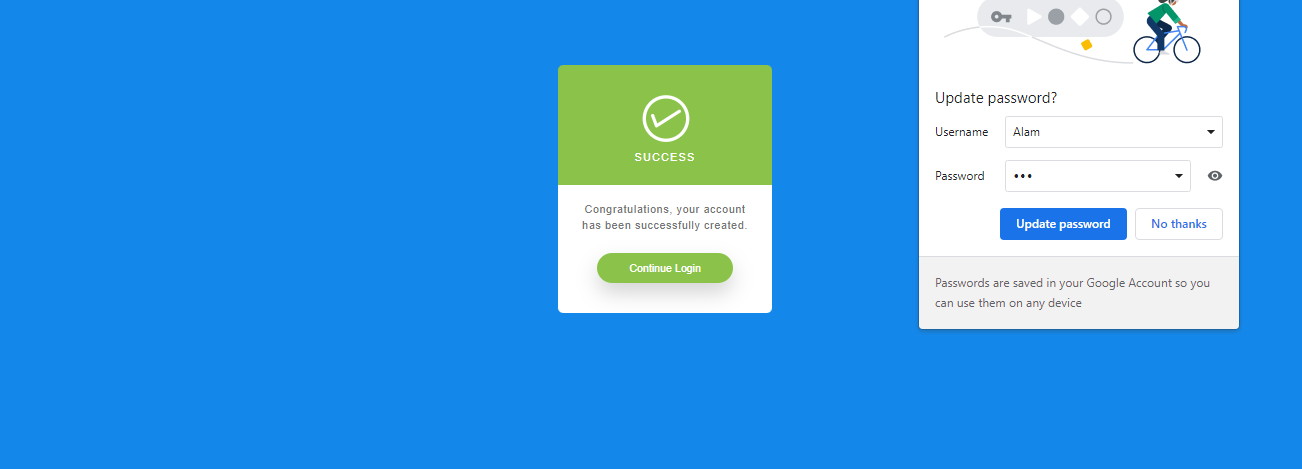 SUCCESS
Congratulations, your account
has been successfully created.
Continue Login
Update password?
Username Alam
Password •••
Update password No thanks
Passwords are saved in your Google Account so you
can use them on any device